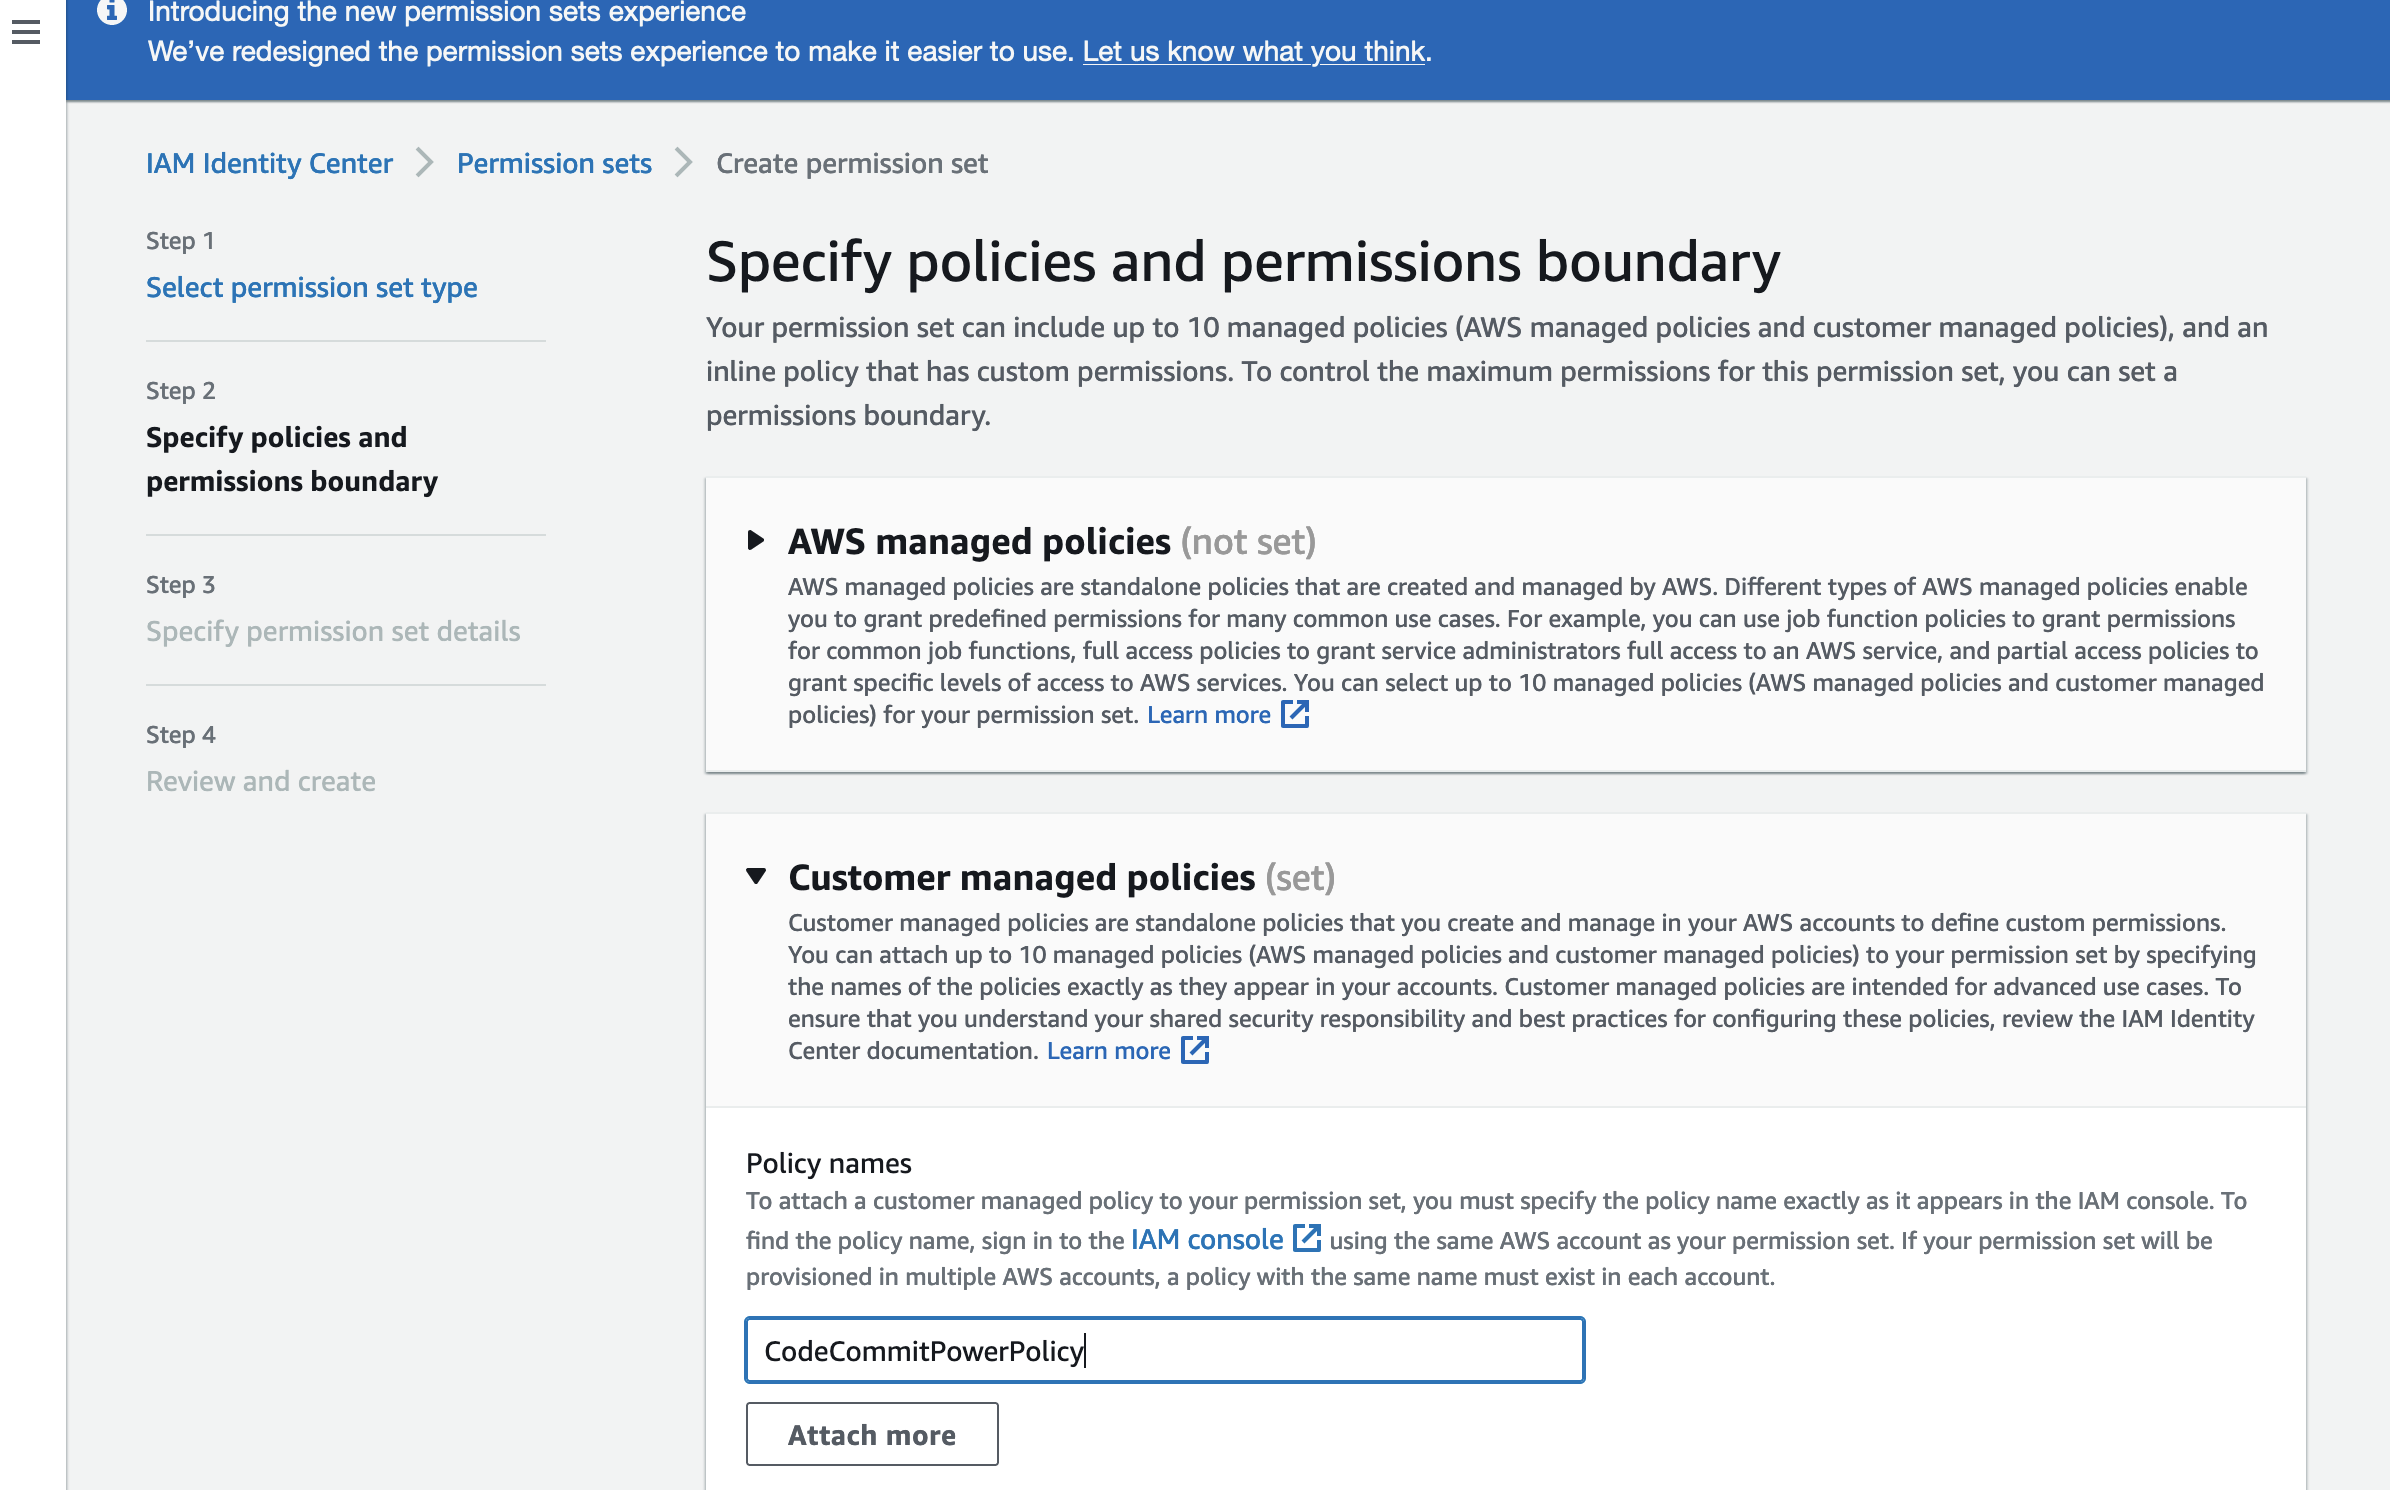 Introducing the new permission sets experience
We’ve redesigned the permission sets experience to make it easier to use. Let us know what you think.
IAM Identity Center > Permission sets > Create permission set
Step 1
Select permission set type
Step 2
Specify policies and
permissions boundary
Step 3
Specify permission set details
Step 4
Review and create
Specify policies and permissions boundary
Your permission set can include up to 10 managed policies (AWS managed policies and customer managed policies), and an
inline policy that has custom permissions. To control the maximum permissions for this permission set, you can set a
permissions boundary.
AWS managed policies (not set)
AWS managed policies are standalone policies that are created and managed by AWS. Different types of AWS managed policies enable
you to grant predefined permissions for many common use cases. For example, you can use job function policies to grant permissions
for common job functions, full access policies to grant service administrators full access to an AWS service, and partial access policies to
grant specific levels of access to AWS services. You can select up to 10 managed policies (AWS managed policies and customer managed
policies) for your permission set. Learn more
Customer managed policies (set)
Customer managed policies are standalone policies that you create and manage in your AWS accounts to define custom permissions.
You can attach up to 10 managed policies (AWS managed policies and customer managed policies) to your permission set by specifying
the names of the policies exactly as they appear in your accounts. Customer managed policies are intended for advanced use cases. To
ensure that you understand your shared security responsibility and best practices for configuring these policies, review the IAM Identity
Center documentation. Learn more
Policy names
To attach a customer managed policy to your permission set, you must specify the policy name exactly as it appears in the IAM console. To
find the policy name, sign in to the IAM console using the same AWS account as your permission set. If your permission set will be
provisioned in multiple AWS accounts, a policy with the same name must exist in each account.
CodeCommitPowerPolicy
Attach more